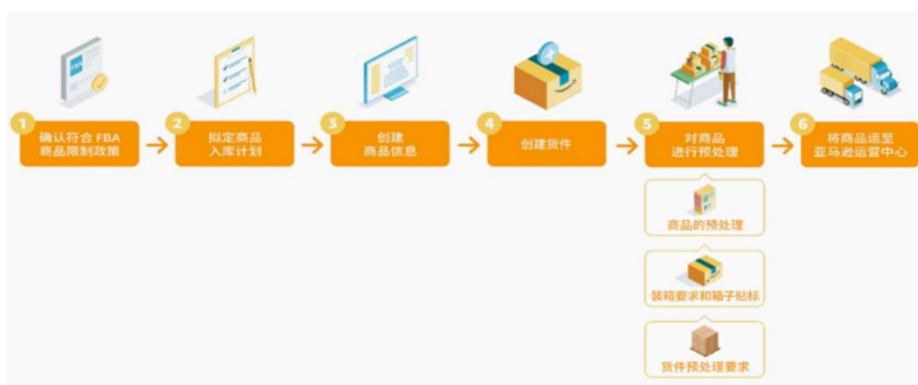 FBA
1
确认符合 FBA
商品限制政策
2
拟定商品
入库计划
3
创建
商品信息
4
创建货件
5
对商品
进行预处理
6
将商品运至
亚马逊运营中心
商品的预处理
装箱要求和箱子贴标
货件预处理要求